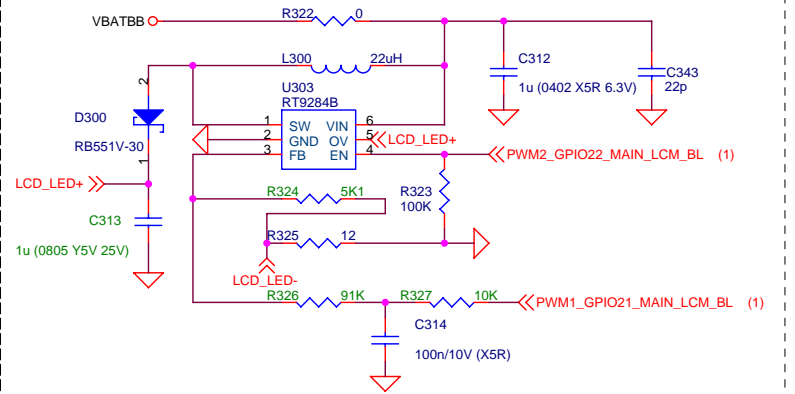 VBATBB R322 0
L300 22uH
C312
1u (0402 X5R 6.3V)
C343
22p
U303
RT9284B
2
D300
RB551V-30
1
1 SW VIN 6
2 GND OV 5 LCD_LED+
3 FB EN 4 PWM2_GPIO22_MAIN_LCM_BL (1)
LCD_LED+
R324 5K1
R323
100K
C313
1u (0805 Y5V 25V)
R325 12
LCD_LED-
R326 91K R327 10K PWM1_GPIO21_MAIN_LCM_BL (1)
C314
100n/10V (X5R)